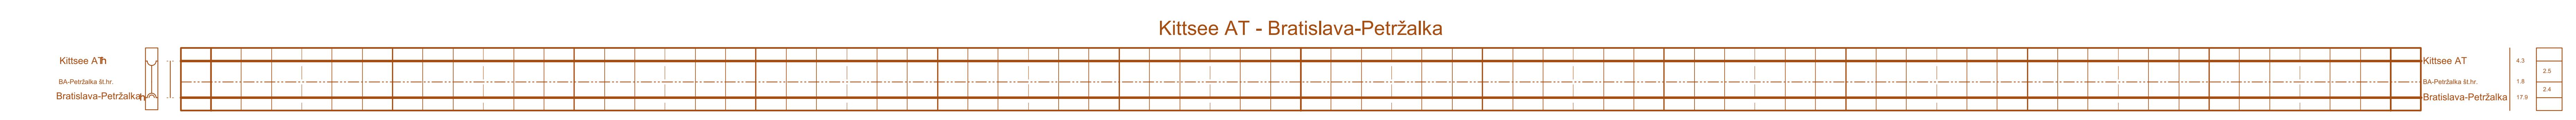 Kittsee AT - Bratislava-Petržalka
Kittsee AT h
BA-Petržalka št.hr.
Bratislava-Petržalka h
Kittsee AT 4.3
2.5
BA-Petržalka št.hr. 1.8
2.4
Bratislava-Petržalka 17.9